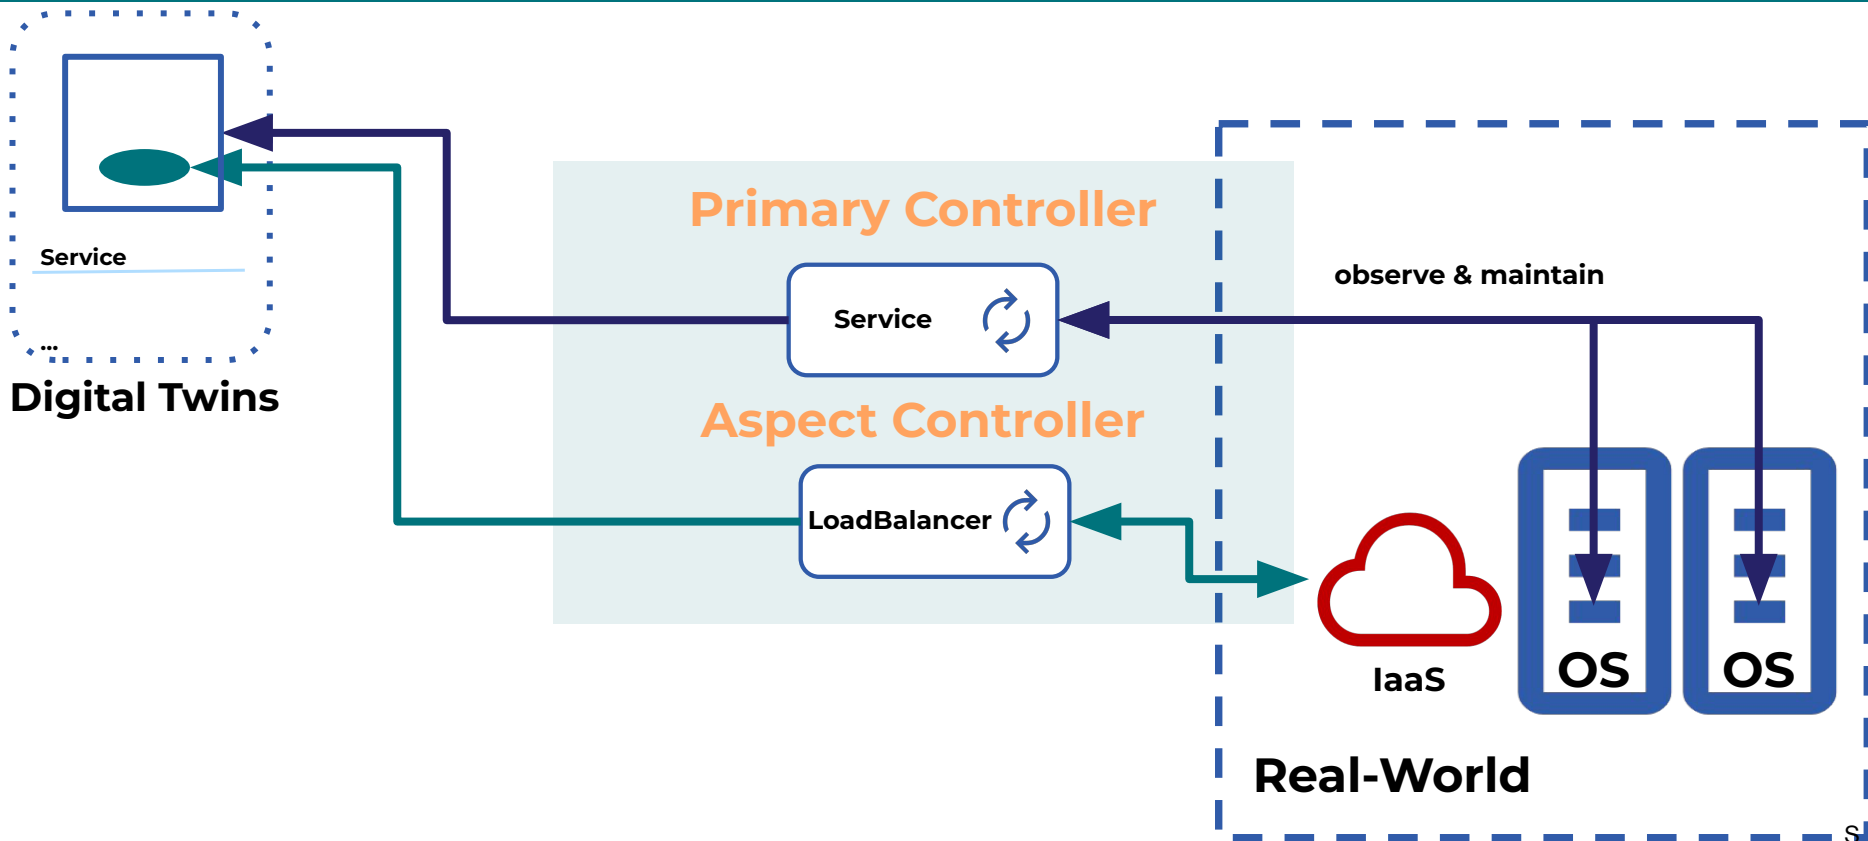 Service
...
Digital Twins
Primary Controller
Service
Aspect Controller
LoadBalancer
observe & maintain
IaaS
OS
OS
Real-World
S